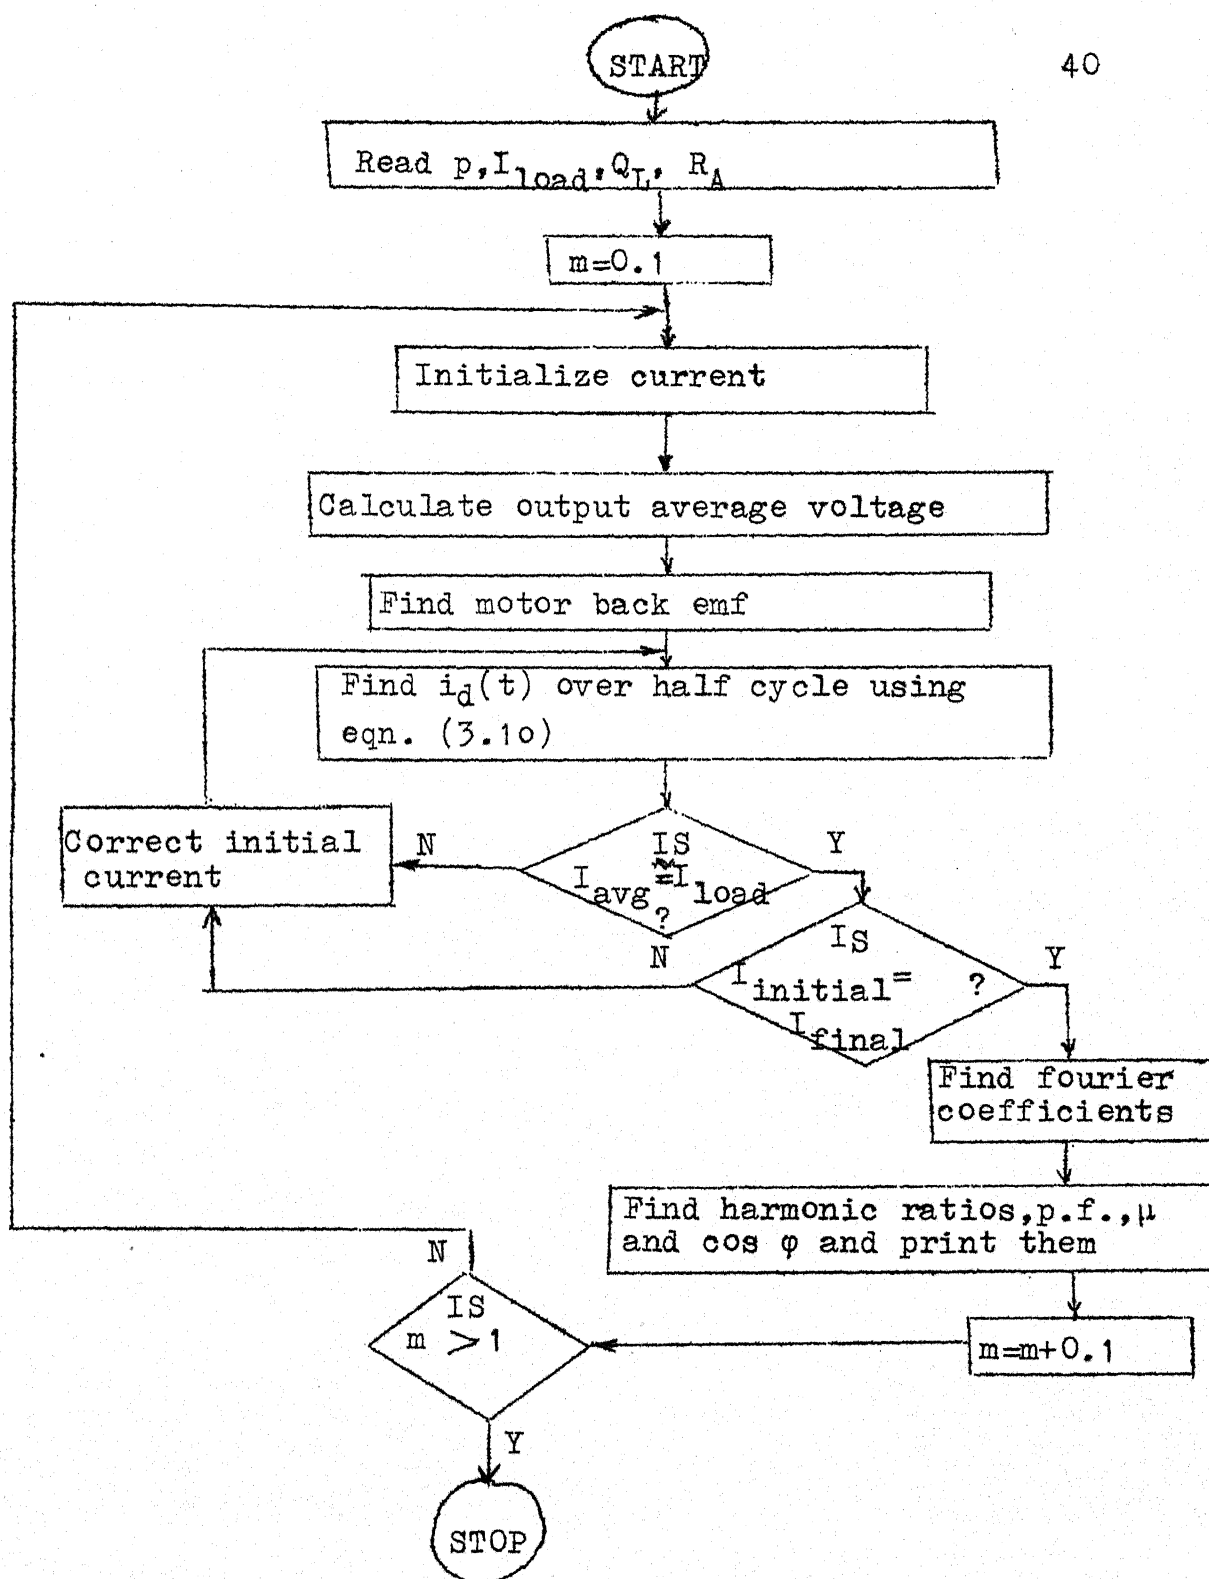 START
40
Read p,I_load,Q_L, R_A
m=0.1
Initialize current
Calculate output average voltage
Find motor back emf
Find i_d(t) over half cycle using
eqn. (3.10)
Correct initial
current
N
IS
I_avg≅I_load
?
Y
N
IS
I_initial= ?
I_final
Y
Find fourier
coefficients
Find harmonic ratios,p.f.,μ
and cos φ and print them
m=m+0.1
N
IS
m >1
Y
STOP